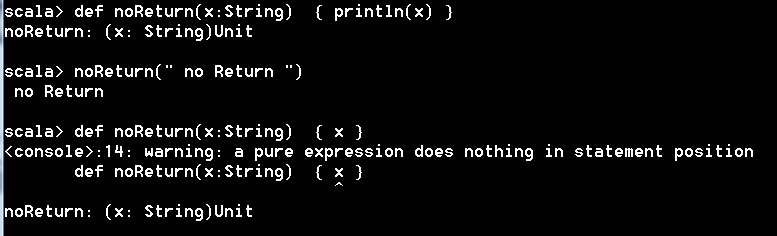 scala> def noReturn(x:String)  { println(x) }
noReturn: (x: String)Unit
scala> noReturn(" no Return ")
 no Return
scala> def noReturn(x:String)  { x }
<console>:14: warning: a pure expression does nothing in statement position
       def noReturn(x:String)  { x }
                                 ^
noReturn: (x: String)Unit